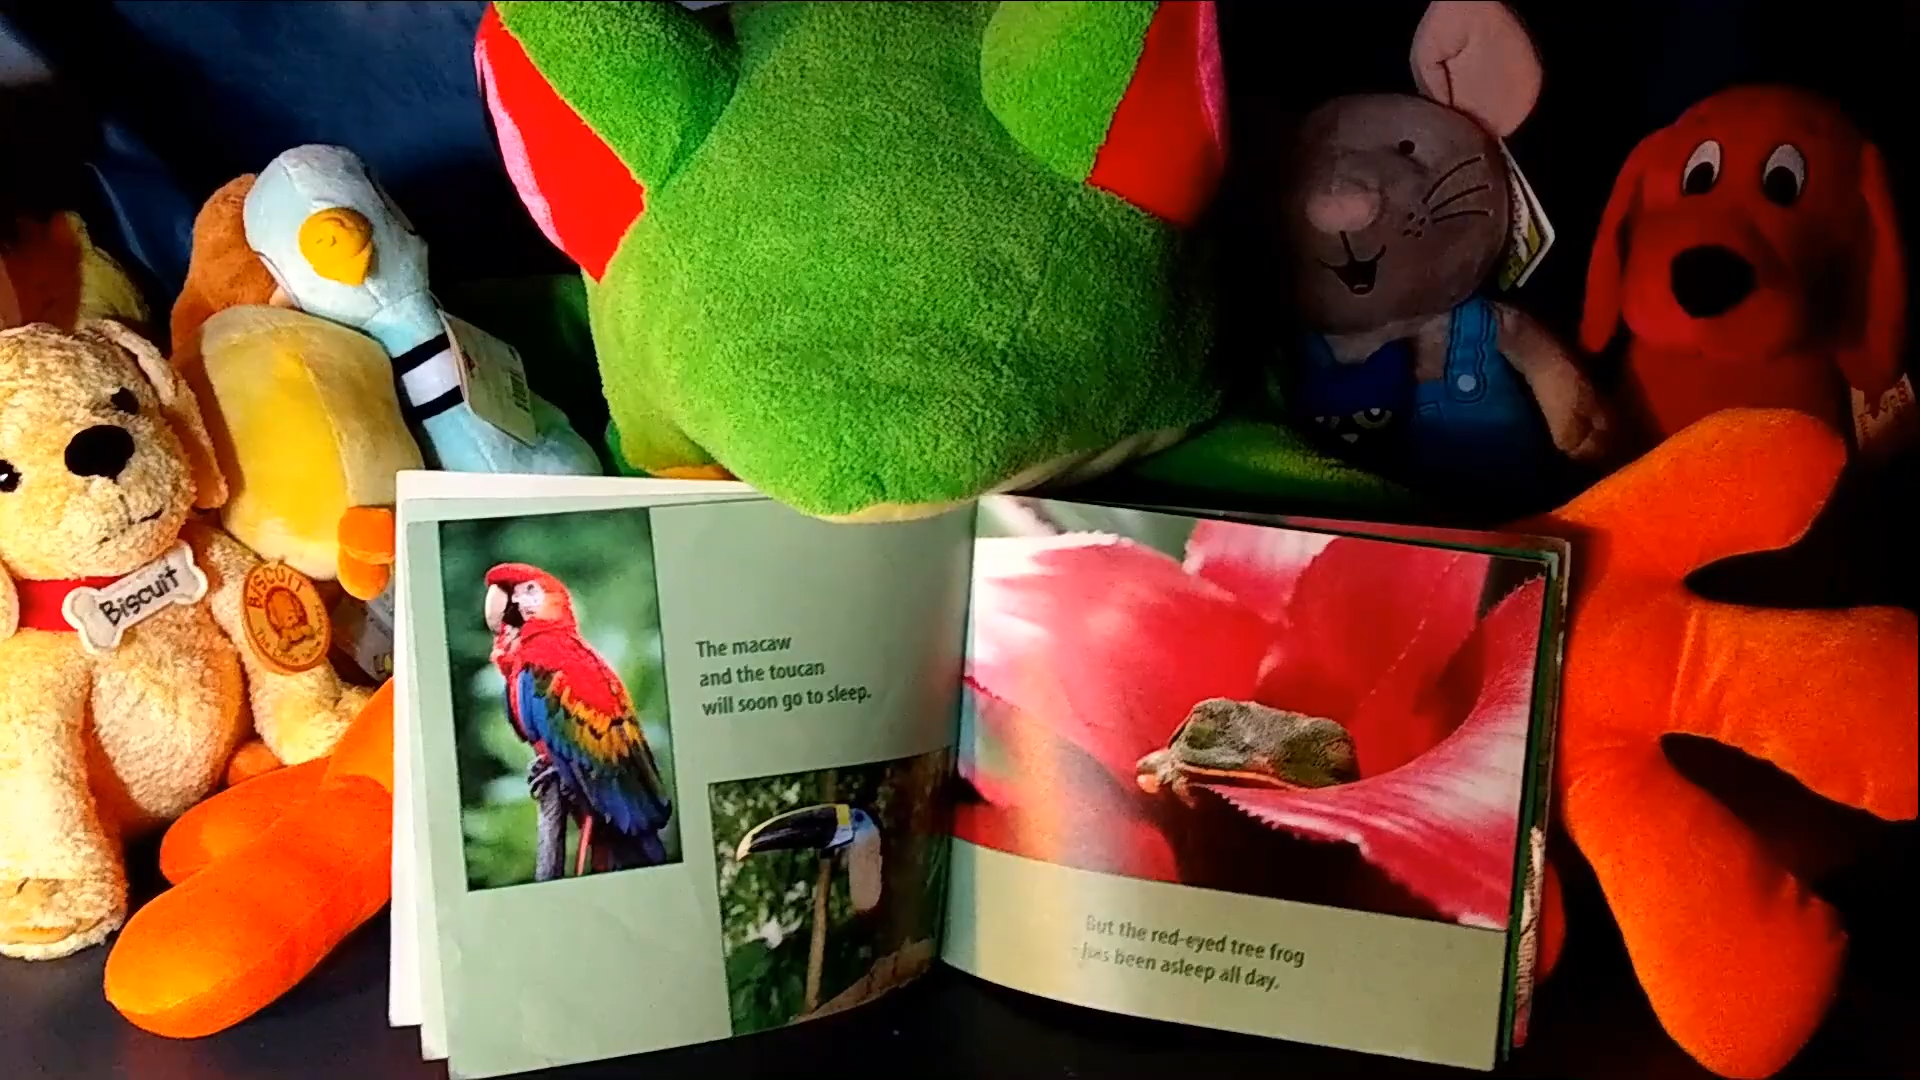 Biscuit
BISCUIT
The macaw
and the toucan
will soon go to sleep.
But the red-eyed tree frog
has been asleep all day.